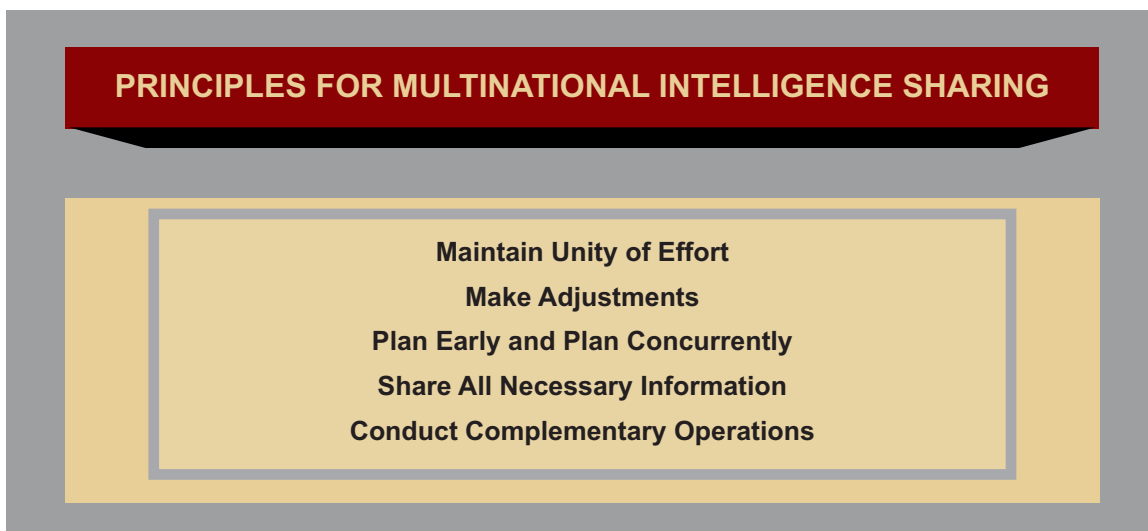 PRINCIPLES FOR MULTINATIONAL INTELLIGENCE SHARING
Maintain Unity of Effort
Make Adjustments
Plan Early and Plan Concurrently
Share All Necessary Information
Conduct Complementary Operations